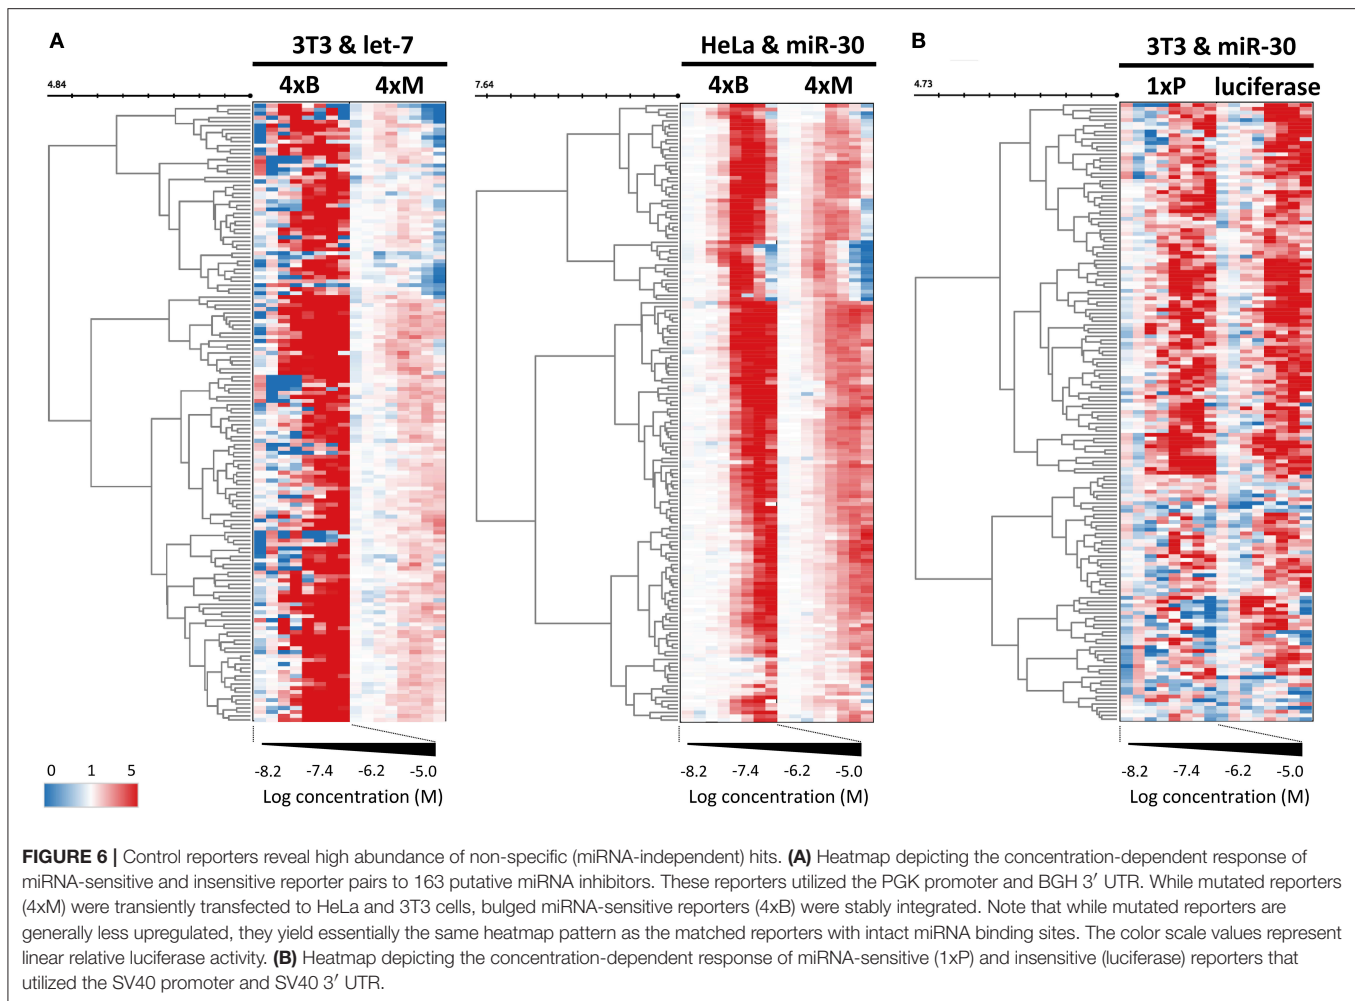 A
3T3 & let-7
4xB 4xM
4.84
HeLa & miR-30
4xB 4xM
7.64
B
3T3 & miR-30
1xP luciferase
4.73
0 1 5
-8.2 -7.4 -6.2 -5.0
Log concentration (M)
-8.2 -7.4 -6.2 -5.0
Log concentration (M)
-8.2 -7.4 -6.2 -5.0
Log concentration (M)
FIGURE 6 | Control reporters reveal high abundance of non-specific (miRNA-independent) hits. (A) Heatmap depicting the concentration-dependent response of
miRNA-sensitive and insensitive reporter pairs to 163 putative miRNA inhibitors. These reporters utilized the PGK promoter and BGH 3′ UTR. While mutated reporters
(4xM) were transiently transfected to HeLa and 3T3 cells, bulged miRNA-sensitive reporters (4xB) were stably integrated. Note that while mutated reporters are
generally less upregulated, they yield essentially the same heatmap pattern as the matched reporters with intact miRNA binding sites. The color scale values represent
linear relative luciferase activity. (B) Heatmap depicting the concentration-dependent response of miRNA-sensitive (1xP) and insensitive (luciferase) reporters that
utilized the SV40 promoter and SV40 3′ UTR.